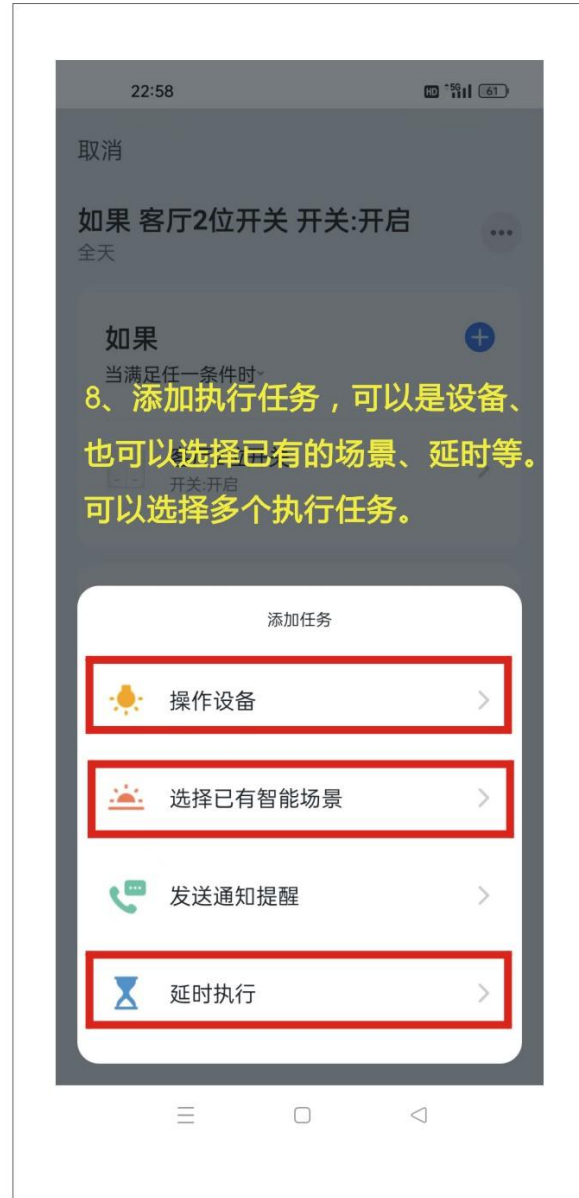 22:58
HD 5G 61
取消
如果 客厅2位开关 开关:开启
全天
如果
当满足任一条件时
8、添加执行任务，可以是设备、
也可以选择已有的场景、延时等。
开关:开启
可以选择多个执行任务。
添加任务
操作设备
选择已有智能场景
发送通知提醒
延时执行